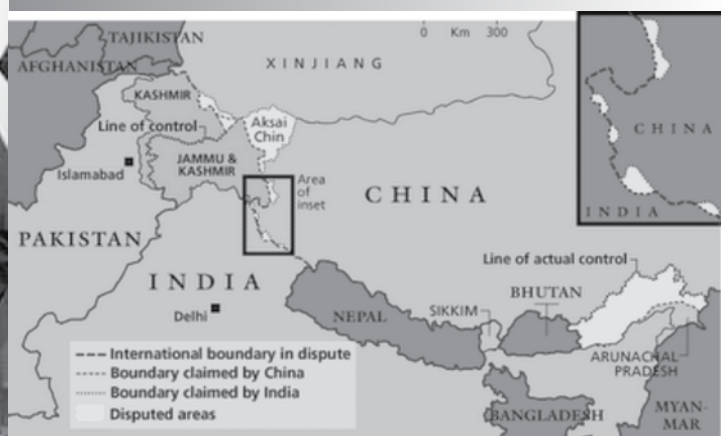 TAJIKISTAN
AFGHANISTAN
0 Km 300
XINJIANG
KASHMIR
Line of control
Aksai
Chin
JAMMU &
KASHMIR
Islamabad
Area
of
inset
CHINA
PAKISTAN
INDIA
Delhi
NEPAL
SIKKIM
BHUTAN
Line of actual control
ARUNACHAL
PRADESH
BANGLADESH
MYAN-
MAR
International boundary in dispute
Boundary claimed by China
Boundary claimed by India
Disputed areas
CHINA
INDIA